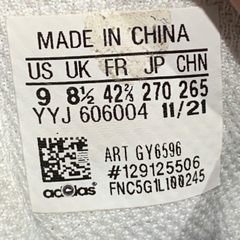 MADE IN CHINA
US UK FR JP CHN
9 8½ 42⅔ 270 265
YYJ 606004 11/21
ART GY6596
#129125506
FNC5G1L100245